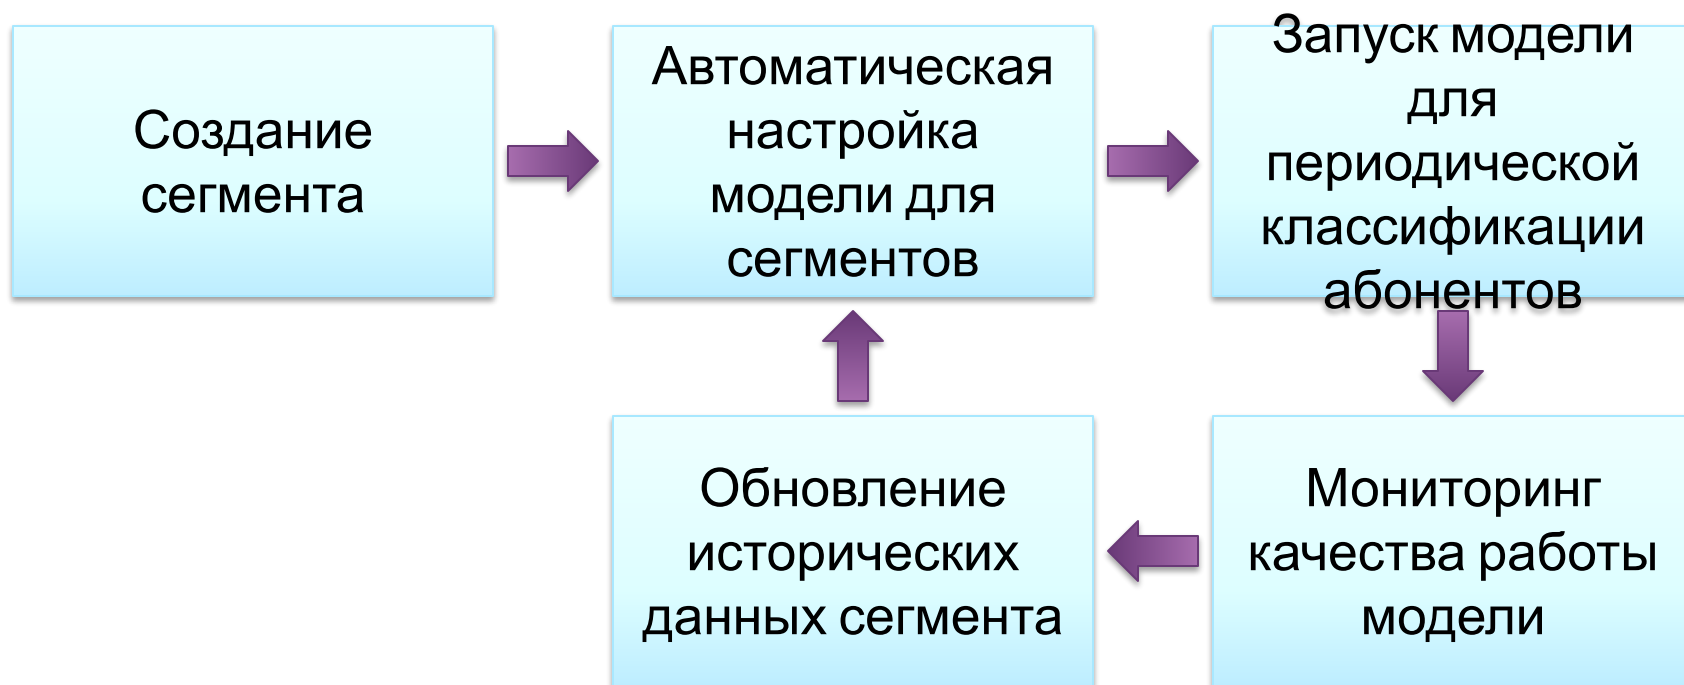 Создание
сегмента
Автоматическая
настройка
модели для
сегментов
Запуск модели
для
периодической
классификации
абонентов
Мониторинг
качества работы
модели
Обновление
исторических
данных сегмента